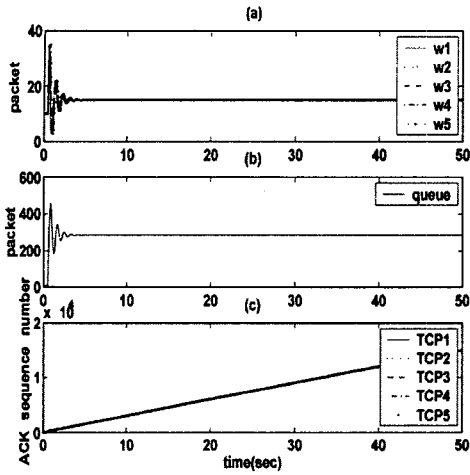 (a)
40
20
0
packet
w1
w2
w3
w4
w5
0 10 20 30 40 50
(b)
600
400
200
0
packet
queue
0 10 20 30 40 50
(c)
x 10^4
2
1
0
ACK sequence number
TCP1
TCP2
TCP3
TCP4
TCP5
0 10 20 30 40 50
time(sec)